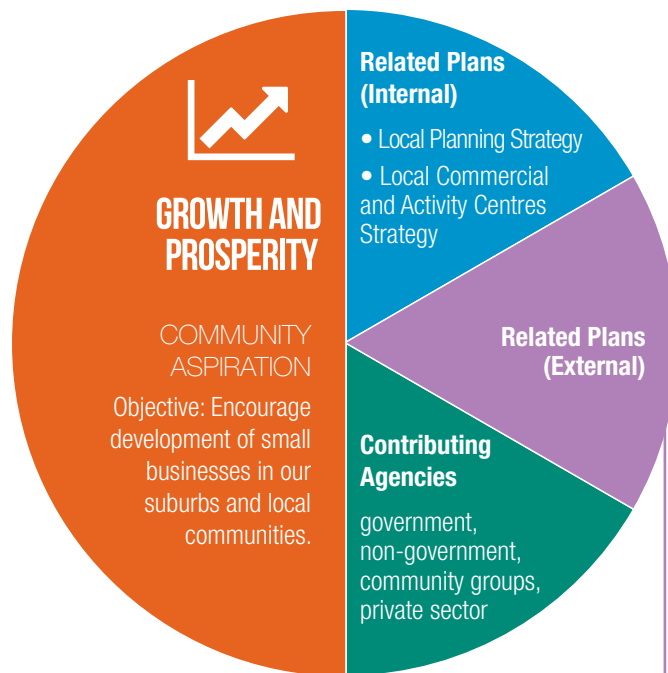 GROWTH AND
PROSPERITY
COMMUNITY
ASPIRATION
Objective: Encourage
development of small
businesses in our
suburbs and local
communities.
Related Plans
(Internal)
• Local Planning Strategy
• Local Commercial
and Activity Centres
Strategy
Related Plans
(External)
Contributing
Agencies
government,
non-government,
community groups,
private sector